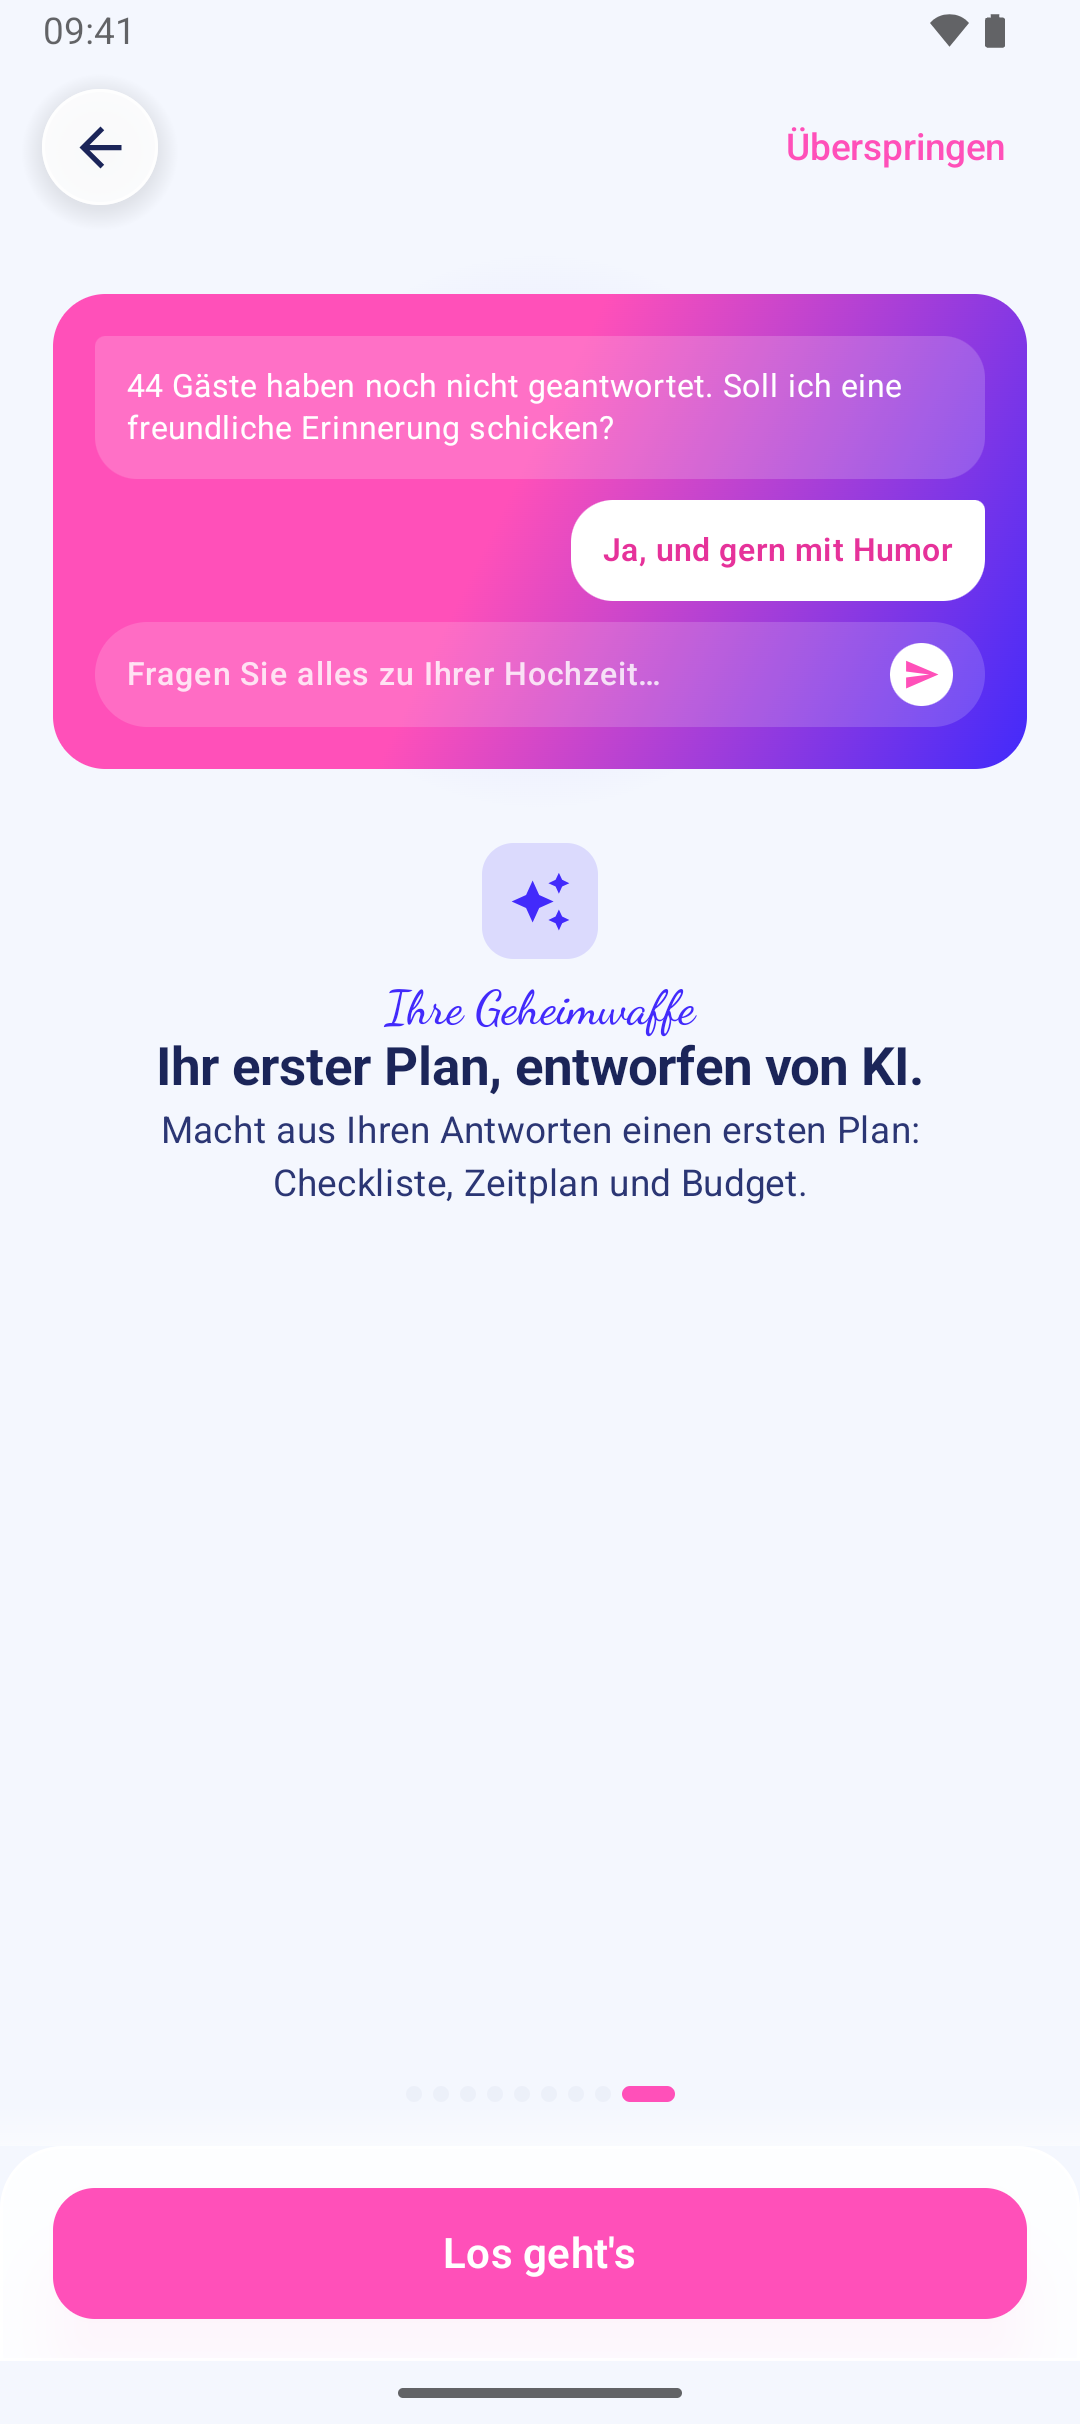 09:41
Überspringen
44 Gäste haben noch nicht geantwortet. Soll ich eine
freundliche Erinnerung schicken?
Ja, und gern mit Humor
Fragen Sie alles zu Ihrer Hochzeit…
Ihre Geheimwaffe
Ihr erster Plan, entworfen von KI.
Macht aus Ihren Antworten einen ersten Plan:
Checkliste, Zeitplan und Budget.
Los geht's